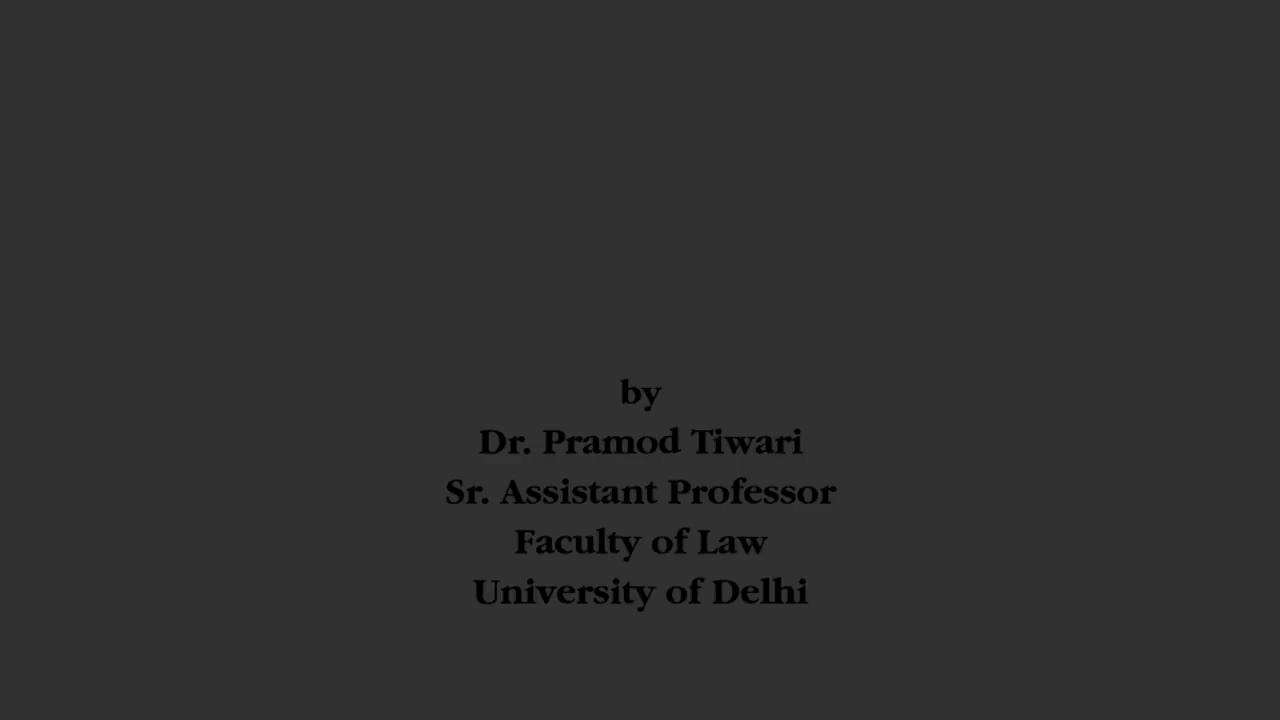 by
Dr. Pramod Tiwari
Sr. Assistant Professor
Faculty of Law
University of Delhi